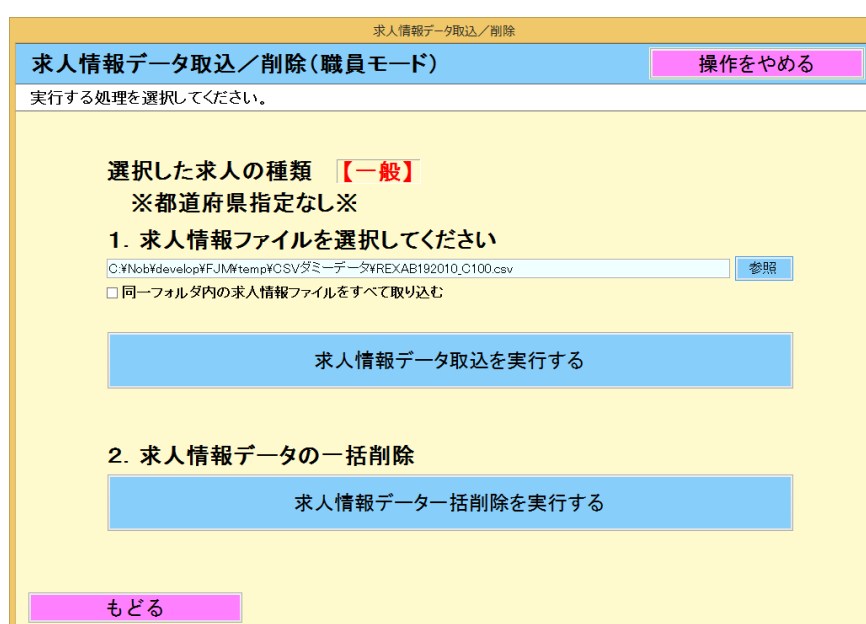 求人情報データ取込／削除
求人情報データ取込／削除(職員モード)
操作をやめる
実行する処理を選択してください。
選択した求人の種類 【一般】
※都道府県指定なし※
1. 求人情報ファイルを選択してください
C:¥Nob¥develop¥FJM¥temp¥CSVダミーデータ¥REXAB192010_C100.csv 参照
同一フォルダ内の求人情報ファイルをすべて取り込む
求人情報データ取込を実行する
2. 求人情報データの一括削除
求人情報データ一括削除を実行する
もどる